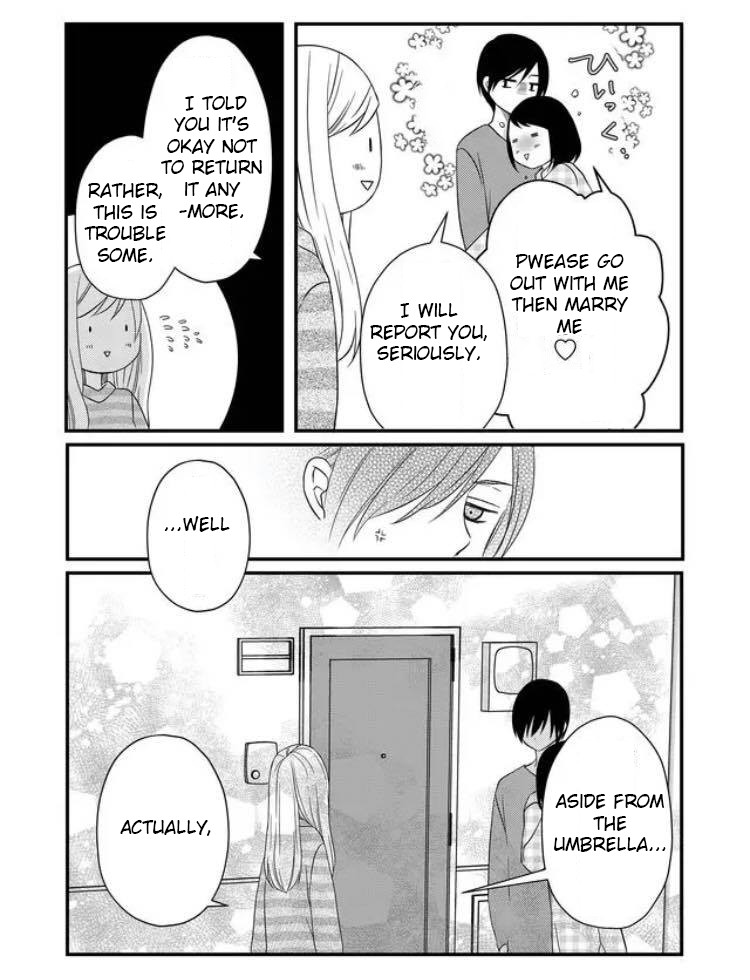 ひぃっく
PWEASE GO
OUT WITH ME
THEN MARRY
ME
♡
I WILL
REPORT YOU,
SERIOUSLY.
I TOLD
YOU IT'S
OKAY NOT
TO RETURN
IT ANY
-MORE.
RATHER,
THIS IS
TROUBLE
SOME.
...WELL
ASIDE FROM
THE
UMBRELLA...
ACTUALLY,